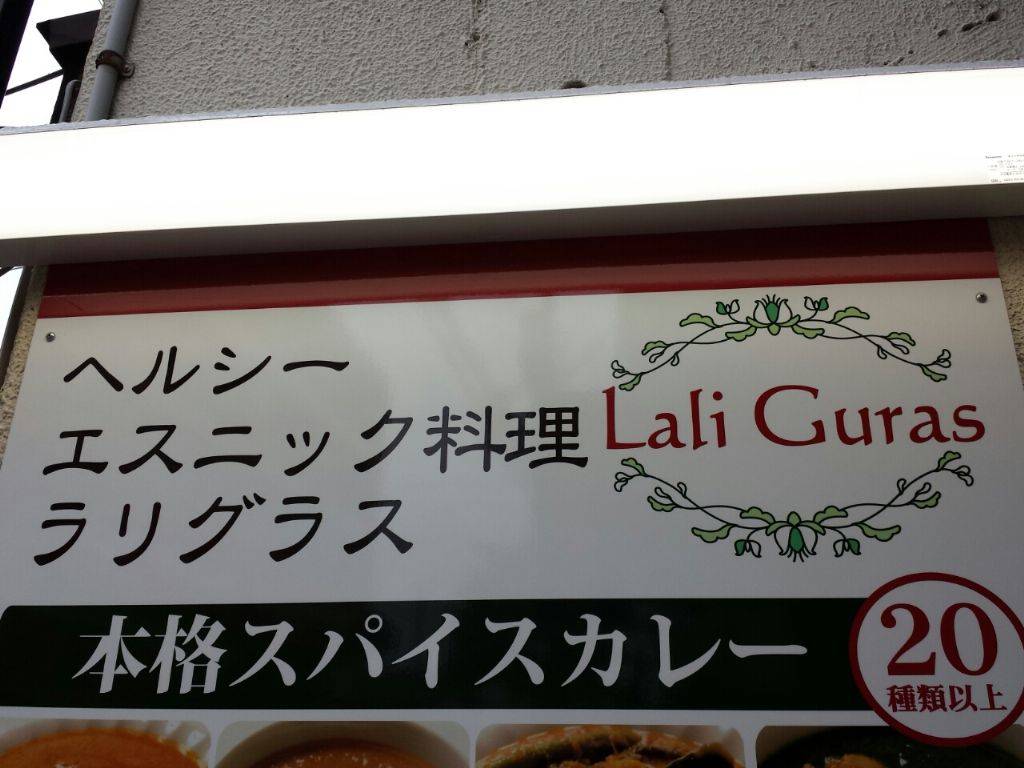 ヘルシー
エスニック料理
ラリグラス
Lali Guras
本格スパイスカレー
20
種類以上